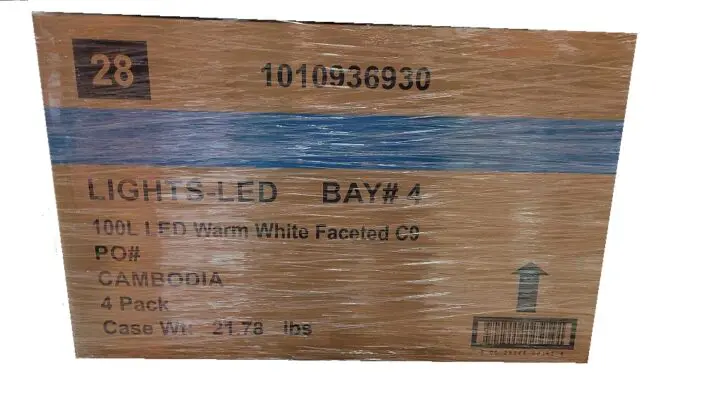 28
1010936930
LIGHTS-LED BAY# 4
100L LED Warm White Faceted C9
PO#
CAMBODIA
4 Pack
Case Wt: 21.78 lbs